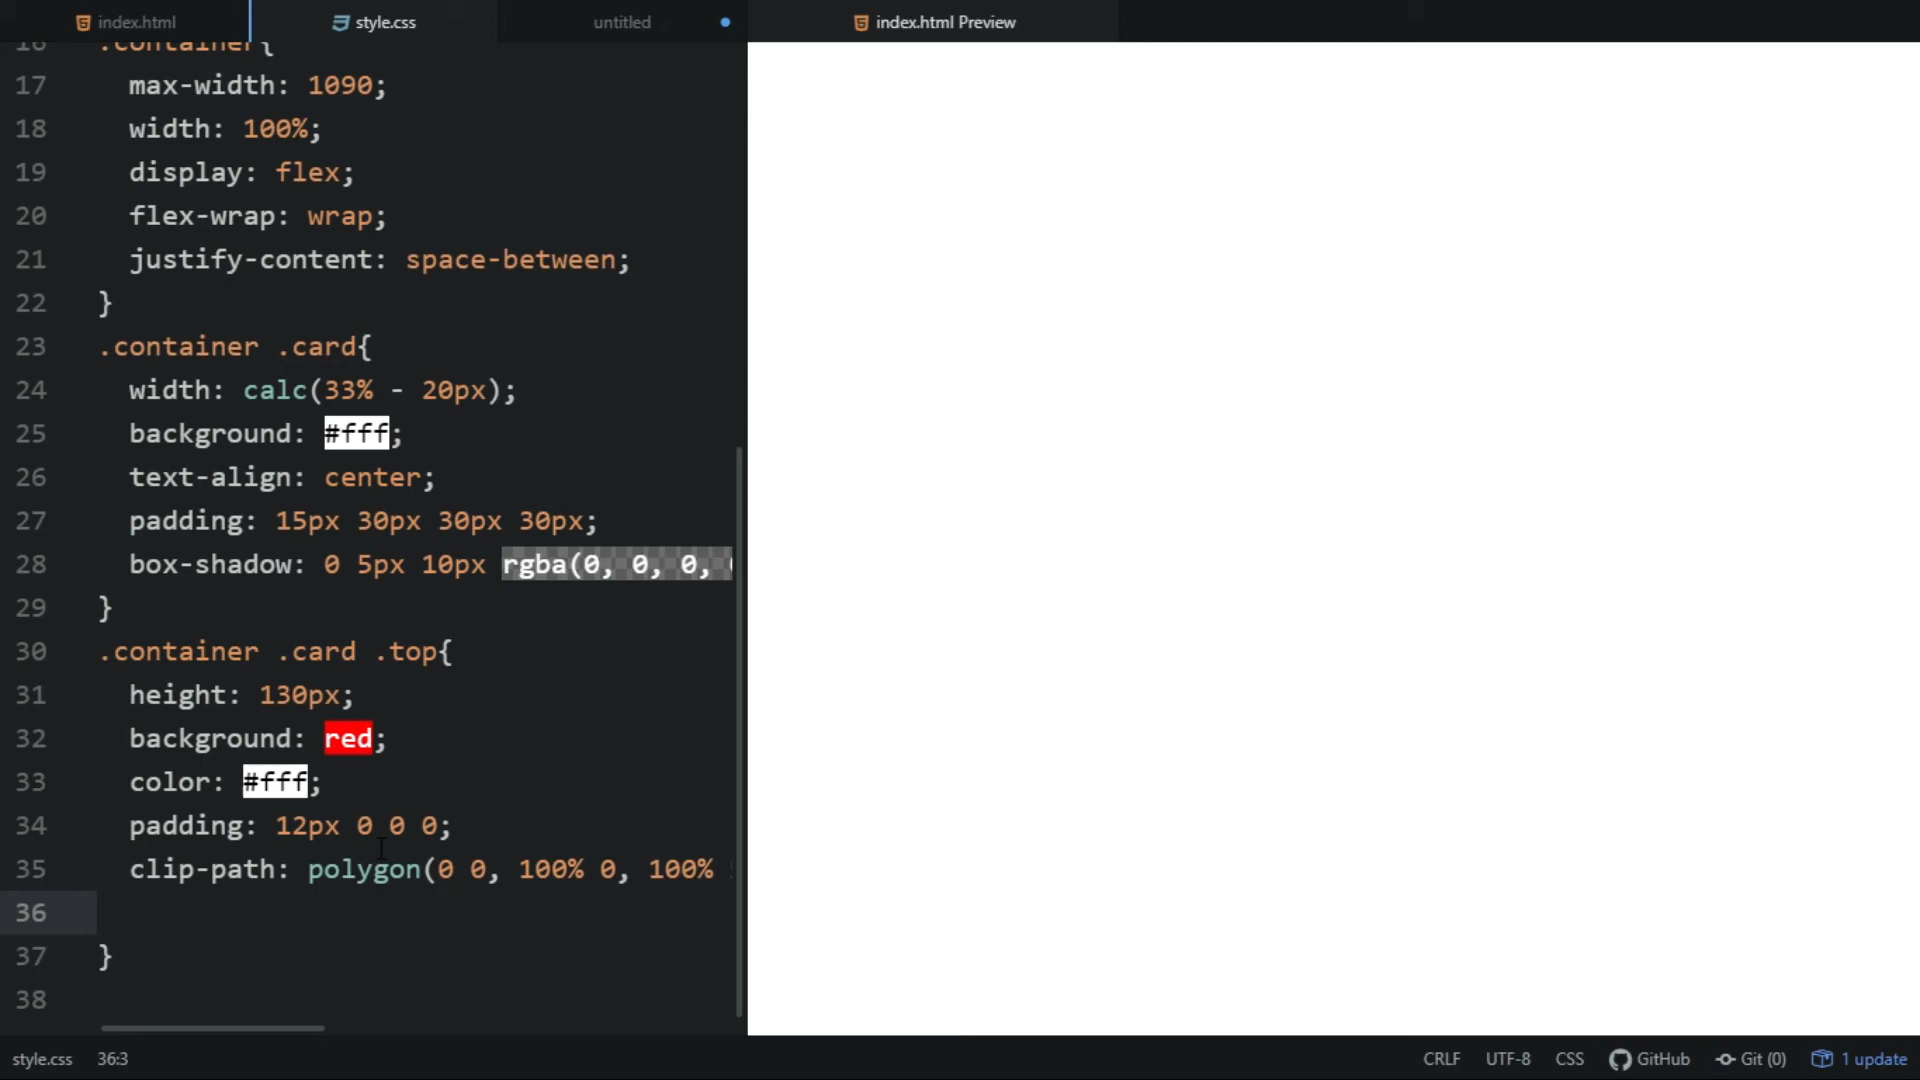 index.html
style.css
untitled
index.html Preview
16 .container{
17 max-width: 1090;
18 width: 100%;
19 display: flex;
20 flex-wrap: wrap;
21 justify-content: space-between;
22 }
23 .container .card{
24 width: calc(33% - 20px);
25 background: #fff;
26 text-align: center;
27 padding: 15px 30px 30px 30px;
28 box-shadow: 0 5px 10px rgba(0, 0, 0,
29 }
30 .container .card .top{
31 height: 130px;
32 background: red;
33 color: #fff;
34 padding: 12px 0 0 0;
35 clip-path: polygon(0 0, 100% 0, 100%
36
37 }
38
style.css 36:3 CRLF UTF-8 CSS GitHub Git (0) 1 update